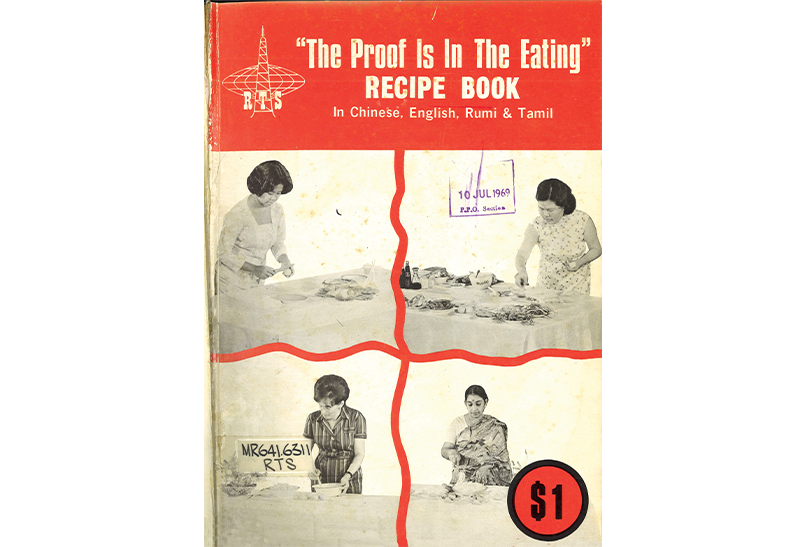 "The Proof Is In The Eating"
RECIPE BOOK
In Chinese, English, Rumi & Tamil
RTS
10 JUL 1969
P.P.O. Section
MR641.6311
RTS
$1